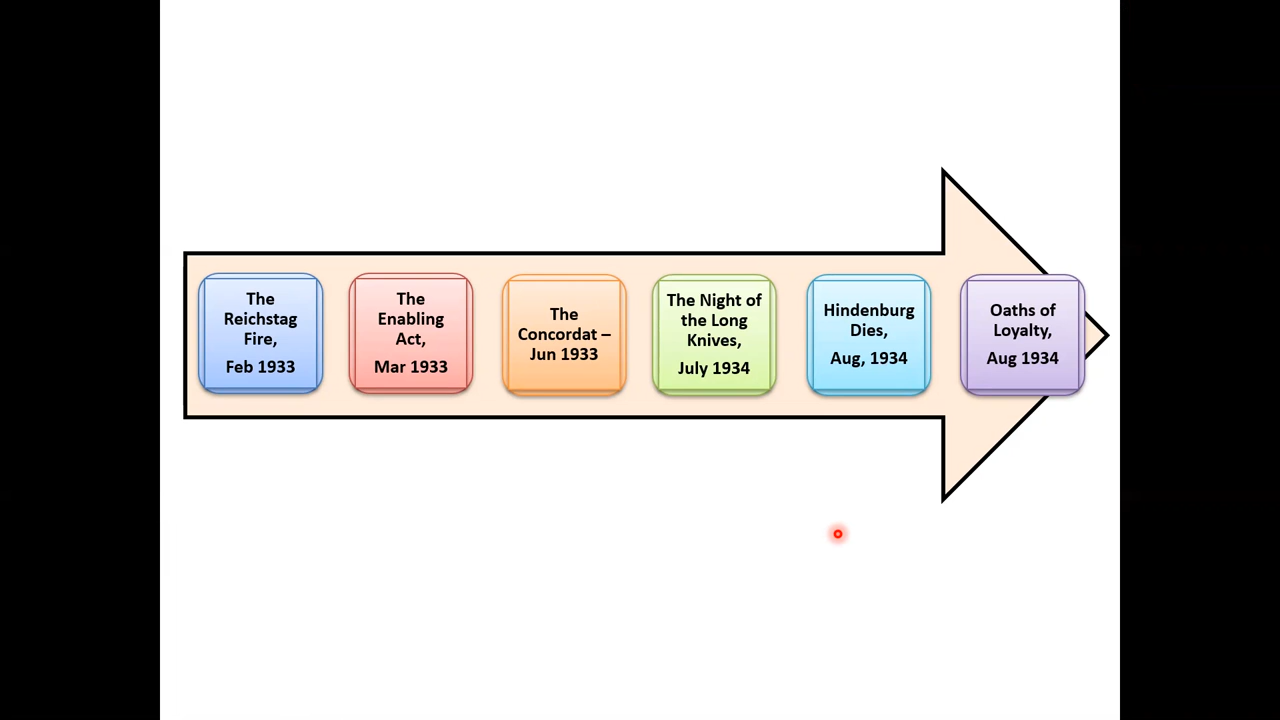 The
Reichstag
Fire,
Feb 1933
The
Enabling
Act,
Mar 1933
The
Concordat –
Jun 1933
The Night of
the Long
Knives,
July 1934
Hindenburg
Dies,
Aug, 1934
Oaths of
Loyalty,
Aug 1934